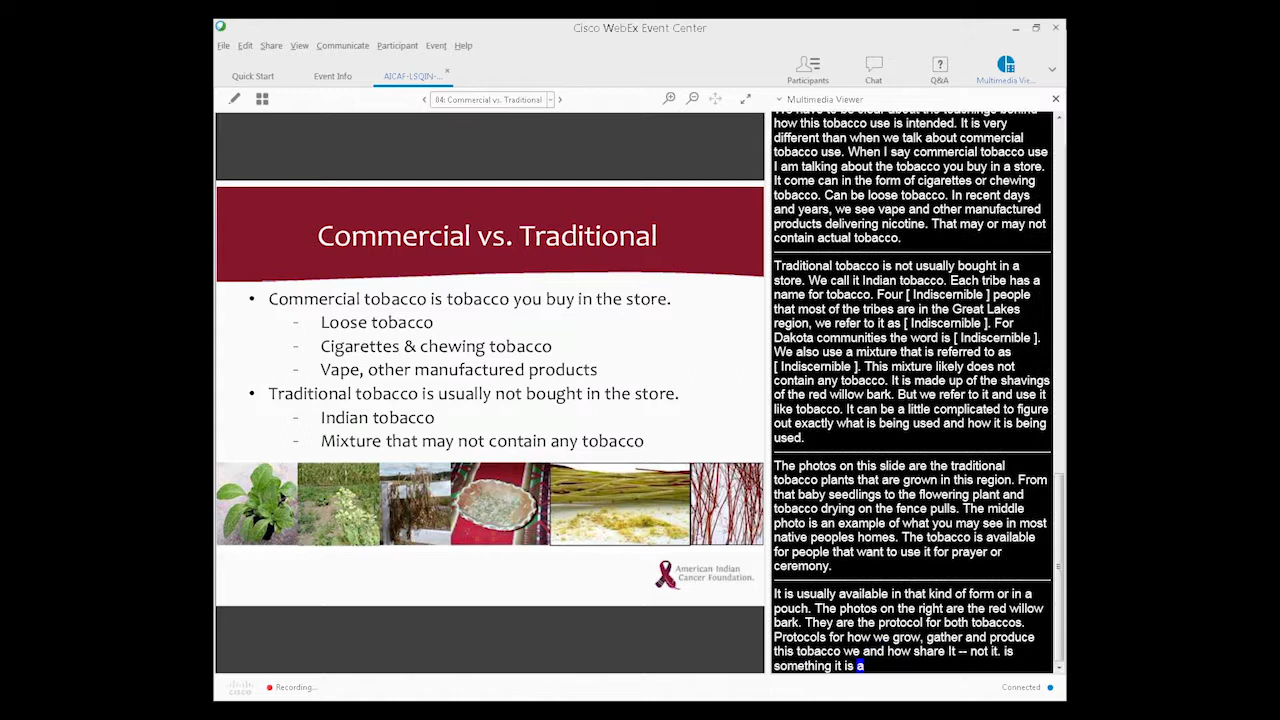 Cisco WebEx Event Center
File Edit Share View Communicate Participant Event Help
Quick Start Event Info AICAF-LSQIN-...
Participants Chat Q&A Multimedia Vie...
04: Commercial vs. Traditional
Multimedia Viewer
Commercial vs. Traditional
• Commercial tobacco is tobacco you buy in the store.
- Loose tobacco
- Cigarettes & chewing tobacco
- Vape, other manufactured products
• Traditional tobacco is usually not bought in the store.
- Indian tobacco
- Mixture that may not contain any tobacco
American Indian
Cancer Foundation.
how this tobacco use is intended. It is very
different than when we talk about commercial
tobacco use. When I say commercial tobacco use
I am talking about the tobacco you buy in a store.
It come can in the form of cigarettes or chewing
tobacco. Can be loose tobacco. In recent days
and years, we see vape and other manufactured
products delivering nicotine. That may or may not
contain actual tobacco.
Traditional tobacco is not usually bought in a
store. We call it Indian tobacco. Each tribe has a
name for tobacco. Four [ Indiscernible ] people
that most of the tribes are in the Great Lakes
region, we refer to it as [ Indiscernible ]. For
Dakota communities the word is [ Indiscernible ].
We also use a mixture that is referred to as
[ Indiscernible ]. This mixture likely does not
contain any tobacco. It is made up of the shavings
of the red willow bark. But we refer to it and use it
like tobacco. It can be a little complicated to figure
out exactly what is being used and how it is being
used.
The photos on this slide are the traditional
tobacco plants that are grown in this region. From
that baby seedlings to the flowering plant and
tobacco drying on the fence pulls. The middle
photo is an example of what you may see in most
native peoples homes. The tobacco is available
for people that want to use it for prayer or
ceremony.
It is usually available in that kind of form or in a
pouch. The photos on the right are the red willow
bark. They are the protocol for both tobaccos.
Protocols for how we grow, gather and produce
this tobacco we and how share It -- not it. is
something it is a
CISCO
Recording...
Connected